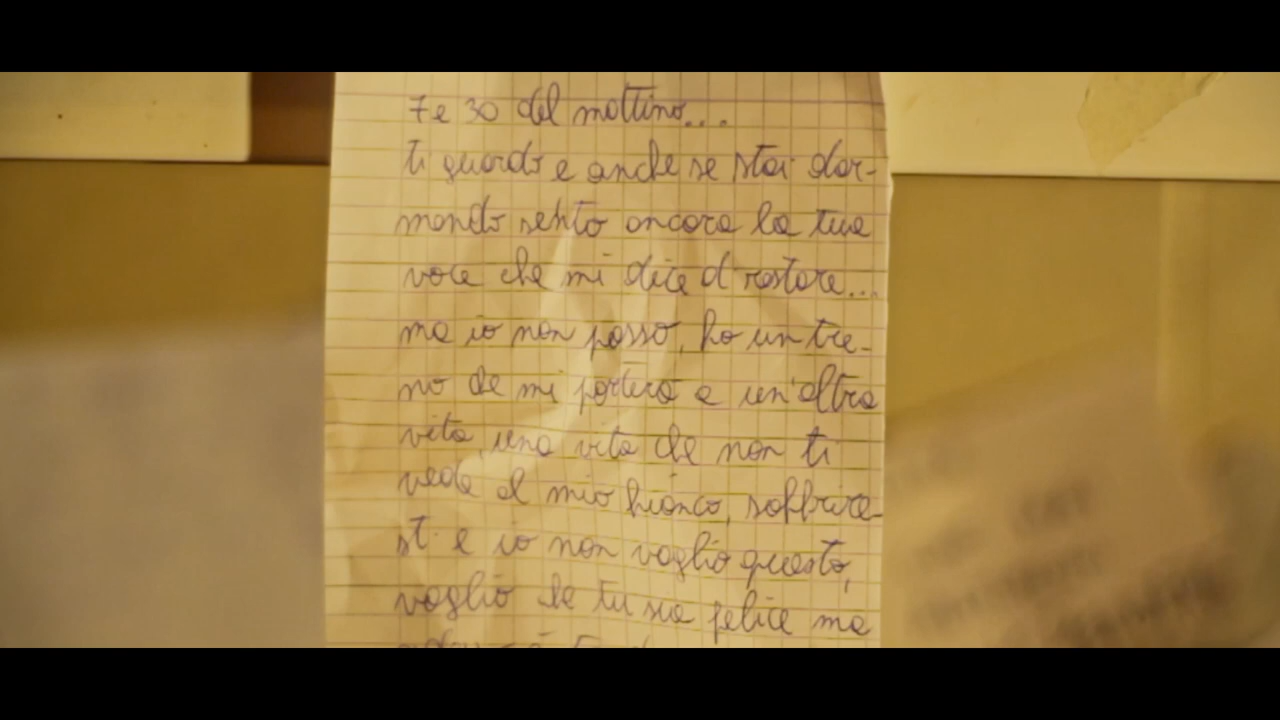 7 e 30 del mattino...
ti guardo e anche se stai dor-
mendo sento ancora la tua
voce che mi dice di restare...
ma io non posso, ho un tre-
no che mi porterà a un'altra
vita, una vita che non ti
vede al mio fianco, soffrire-
sti e io non voglio questo,
voglio che tu sia felice ma